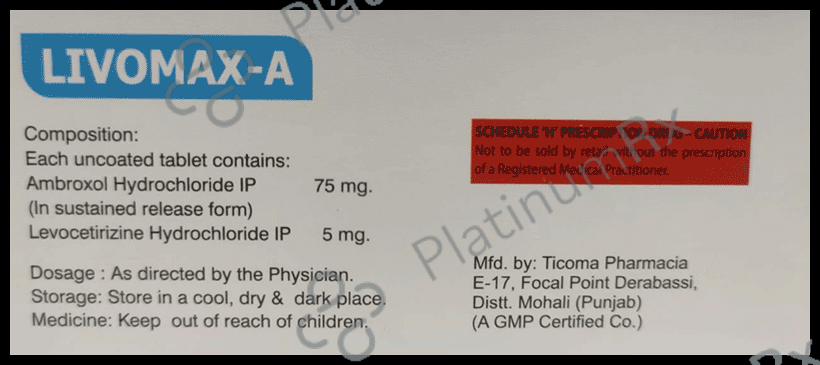 LIVOMAX-A
Composition:
Each uncoated tablet contains:
Ambroxol Hydrochloride IP 75 mg.
(In sustained release form)
Levocetirizine Hydrochloride IP 5 mg.
Dosage : As directed by the Physician.
Storage: Store in a cool, dry & dark place.
Medicine: Keep out of reach of children.
SCHEDULE 'H' PRESCRIPTION DRUG – CAUTION
Not to be sold by retail without the prescription
of a Registered Medical Practitioner.
Mfd. by: Ticoma Pharmacia
E-17, Focal Point Derabassi,
Distt. Mohali (Punjab)
(A GMP Certified Co.)
PlatinumRx